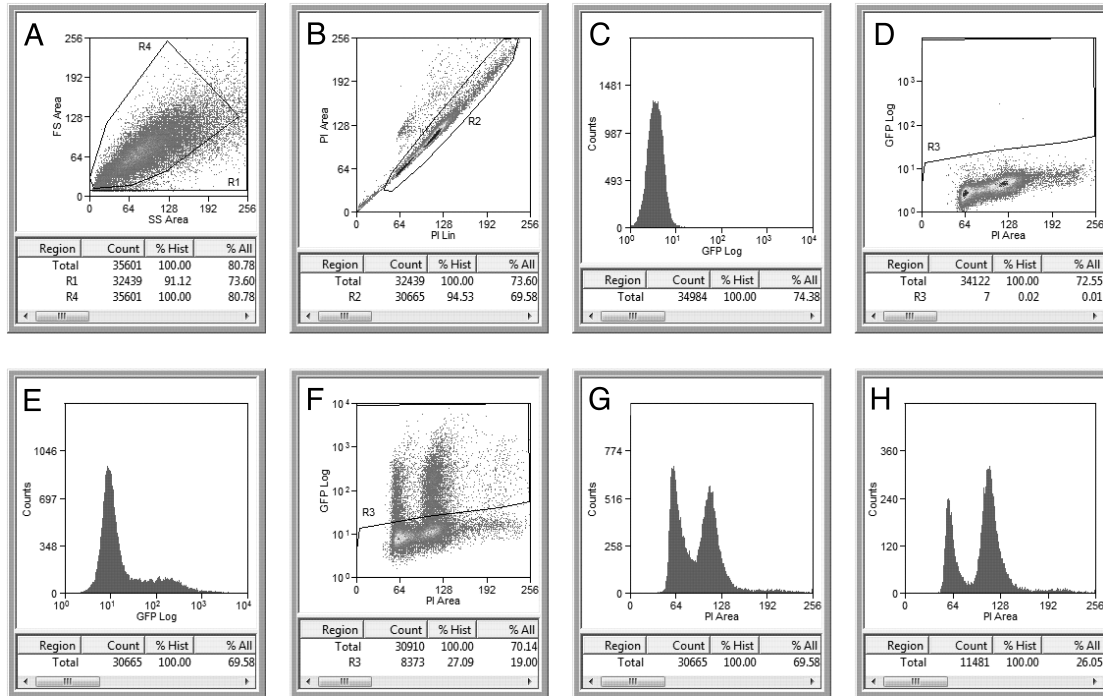 A
256
192
128
64
0
FS Area
R4
R1
0 64 128 192 256
SS Area
Region Count % Hist % All
Total 35601 100.00 80.78
R1 32439 91.12 73.60
R4 35601 100.00 80.78
B
256
192
128
64
0
PI Area
R2
0 64 128 192 256
PI Lin
Region Count % Hist % All
Total 32439 100.00 73.60
R2 30665 94.53 69.58
C
1481
987
493
0
Counts
10⁰ 10¹ 10² 10³ 10⁴
GFP Log
Region Count % Hist % All
Total 34984 100.00 74.38
D
10³
10²
10¹
10⁰
GFP Log
R3
0 64 128 192 256
PI Area
Region Count % Hist % All
Total 34122 100.00 72.55
R3 7 0.02 0.01
E
1046
697
348
0
Counts
10⁰ 10¹ 10² 10³ 10⁴
GFP Log
Region Count % Hist % All
Total 30665 100.00 69.58
F
10⁴
10³
10²
10¹
10⁰
GFP Log
R3
0 64 128 192 256
PI Area
Region Count % Hist % All
Total 30910 100.00 70.14
R3 8373 27.09 19.00
G
774
516
258
0
Counts
0 64 128 192 256
PI Area
Region Count % Hist % All
Total 30665 100.00 69.58
H
360
240
120
0
Counts
0 64 128 192 256
PI Area
Region Count % Hist % All
Total 11481 100.00 26.05